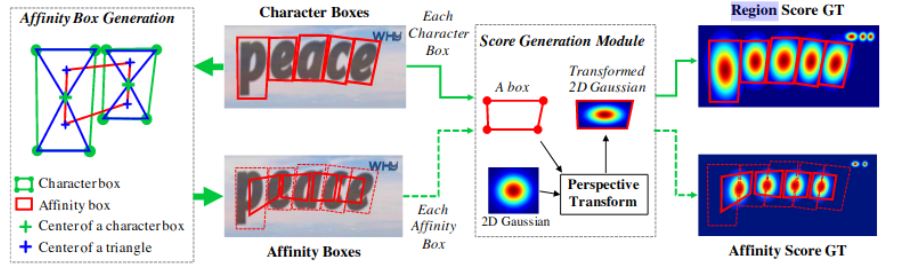 Affinity Box Generation
Character box
Affinity box
Center of a character box
Center of a triangle
Character Boxes
peace
WHY
peace
WHY
Affinity Boxes
Each
Character
Box
Each
Affinity
Box
Score Generation Module
A box
Transformed
2D Gaussian
2D Gaussian
Perspective
Transform
Region Score GT
Affinity Score GT